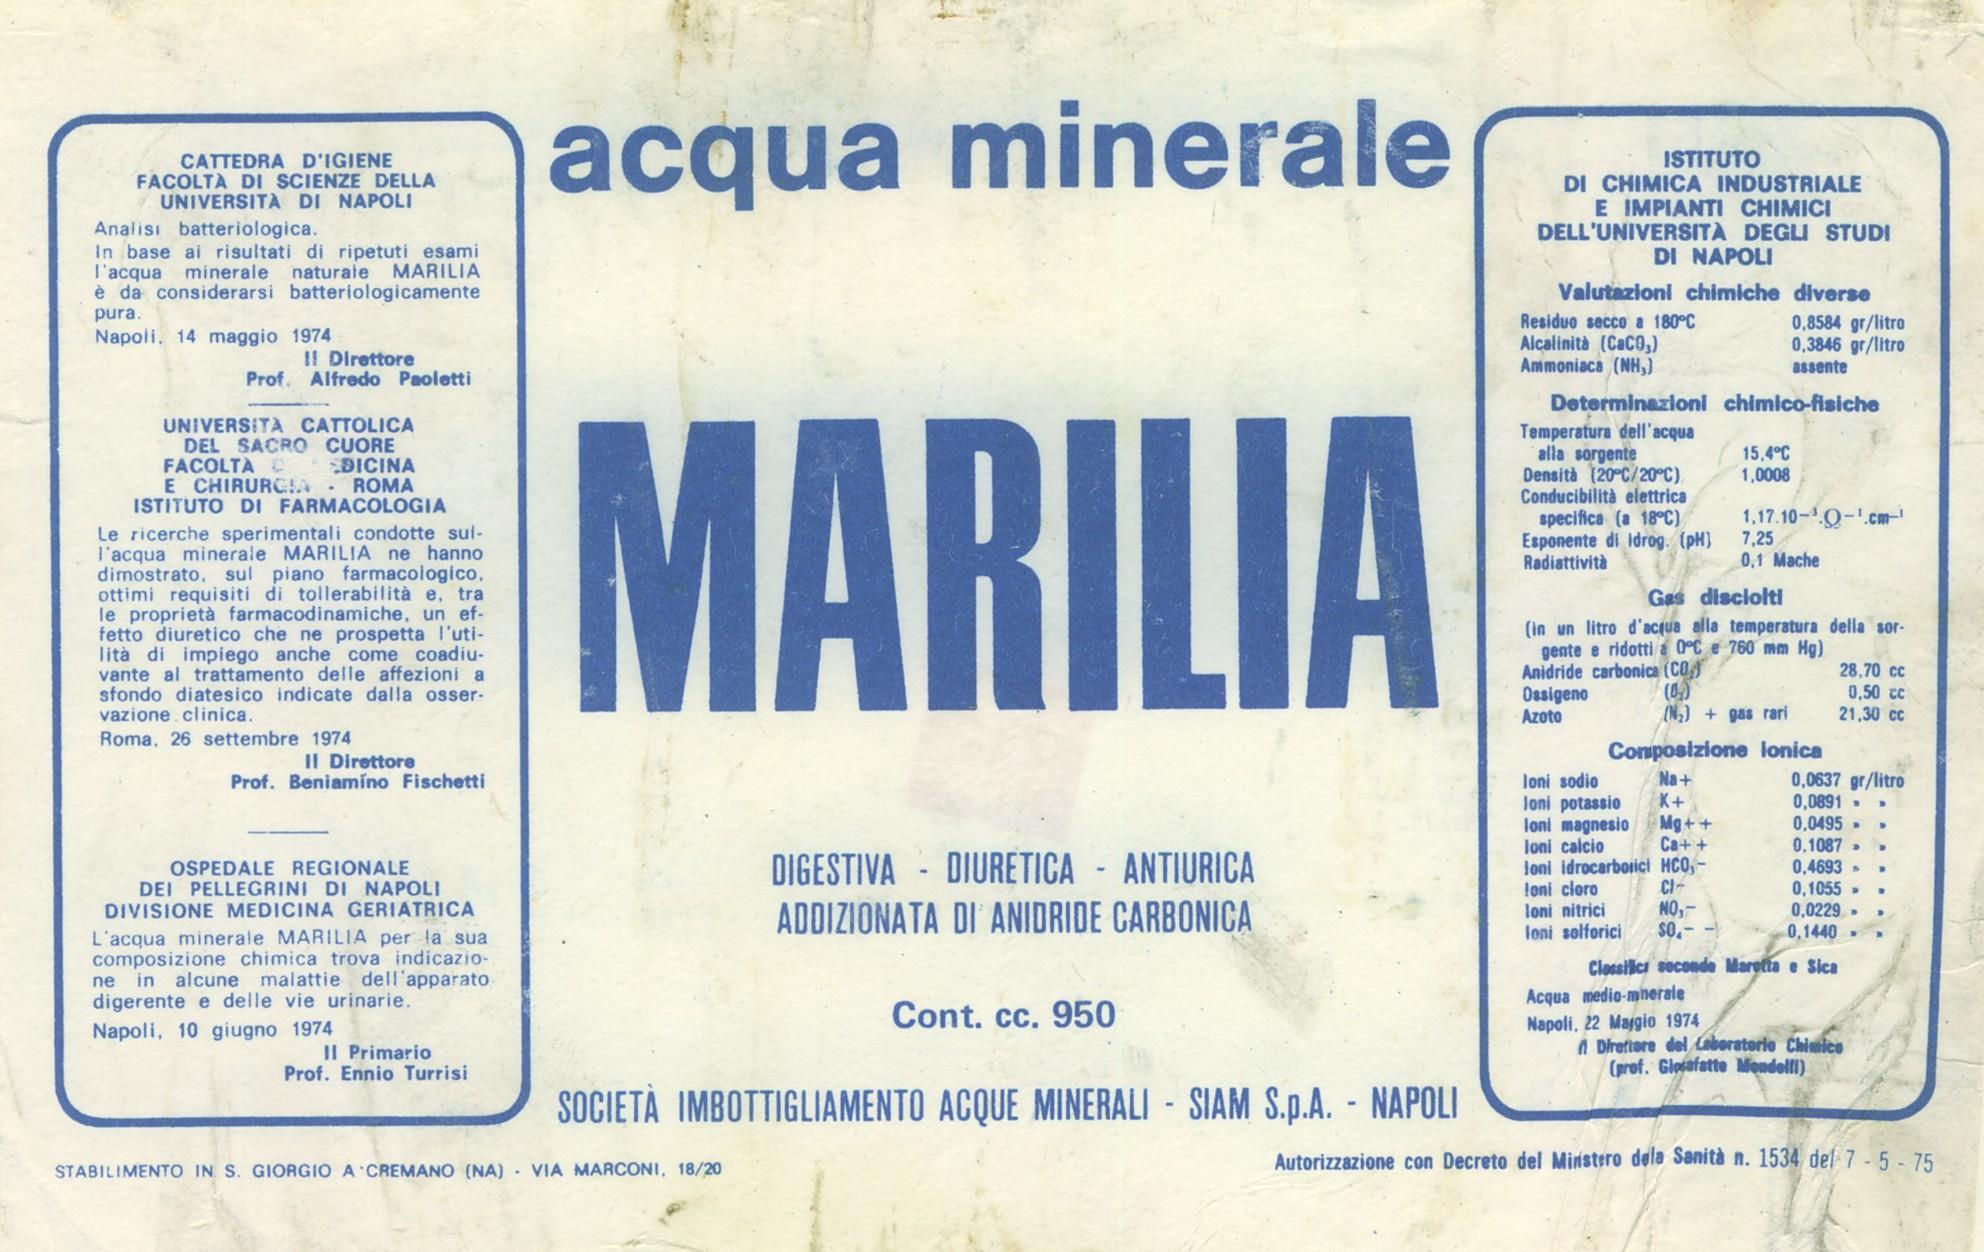 acqua minerale
MARILIA
DIGESTIVA - DIURETICA - ANTIURICA
ADDIZIONATA DI ANIDRIDE CARBONICA
Cont. cc. 950
SOCIETÀ IMBOTTIGLIAMENTO ACQUE MINERALI - SIAM S.p.A. - NAPOLI
CATTEDRA D'IGIENE
FACOLTÀ DI SCIENZE DELLA
UNIVERSITÀ DI NAPOLI
Analisi batteriologica.
In base ai risultati di ripetuti esami
l'acqua minerale naturale MARILIA
è da considerarsi batteriologicamente
pura.
Napoli, 14 maggio 1974
Il Direttore
Prof. Alfredo Paoletti
UNIVERSITÀ CATTOLICA
DEL SACRO CUORE
FACOLTÀ
E CHIRURGIA - ROMA
ISTITUTO DI FARMACOLOGIA
Le ricerche sperimentali condotte sul-
l'acqua minerale MARILIA ne hanno
dimostrato, sul piano farmacologico,
ottimi requisiti di tollerabilità e, tra
le proprietà farmacodinamiche, un ef-
fetto diuretico che ne prospetta l'uti-
lità di impiego anche come coadiu-
vante al trattamento delle affezioni a
sfondo diatesico indicate dalla osser-
vazione clinica.
Roma, 26 settembre 1974
Il Direttore
Prof. Beniamino Fischetti
OSPEDALE REGIONALE
DEI PELLEGRINI DI NAPOLI
DIVISIONE MEDICINA GERIATRICA
L'acqua minerale MARILIA per la sua
composizione chimica trova indicazio-
ne in alcune malattie dell'apparato
digerente e delle vie urinarie.
Napoli, 10 giugno 1974
Il Primario
Prof. Ennio Turrisi
ISTITUTO
DI CHIMICA INDUSTRIALE
E IMPIANTI CHIMICI
DELL'UNIVERSITÀ DEGLI STUDI
DI NAPOLI
Valutazioni chimiche diverse
Residuo secco a 180°C 0,8584 gr/litro
Alcalinità (CaCO₃) 0,3846 gr/litro
Ammoniaca (NH₃) assente
Determinazioni chimico-fisiche
Temperatura dell'acqua
alla sorgente 15,4°C
Densità (20°C/20°C) 1,0008
Conducibilità elettrica
specifica (a 18°C) 1,17.10⁻³.Ω⁻¹.cm⁻¹
Esponente di idrog. (pH) 7,25
Radiattività 0,1 Mache
Gas disciolti
(in un litro d'acqua alla temperatura della sor-
gente e ridotti a 0°C e 760 mm Hg)
Anidride carbonica (CO₂) 28,70 cc
Ossigeno (O₂) 0,50 cc
Azoto (N₂) + gas rari 21,30 cc
Composizione Ionica
Ioni sodio Na+ 0,0637 gr/litro
Ioni potassio K+ 0,0891 » »
Ioni magnesio Mg++ 0,0495 » »
Ioni calcio Ca++ 0,1087 » »
Ioni idrocarbonici HCO₃- 0,4693 » »
Ioni cloro Cl- 0,1055 » »
Ioni nitrici NO₃- 0,0229 » »
Ioni solforici SO₄-- 0,1440 » »
secondo Marotta e Sica
Acqua medio-minerale
Napoli, 22 Maggio 1974
Il Direttore del Laboratorio Chimico
(prof. Giosafatte Mondelli)
STABILIMENTO IN S. GIORGIO A CREMANO (NA) - VIA MARCONI, 18/20
Autorizzazione con Decreto del Sanità n. 1534 del 7 - 5 - 75